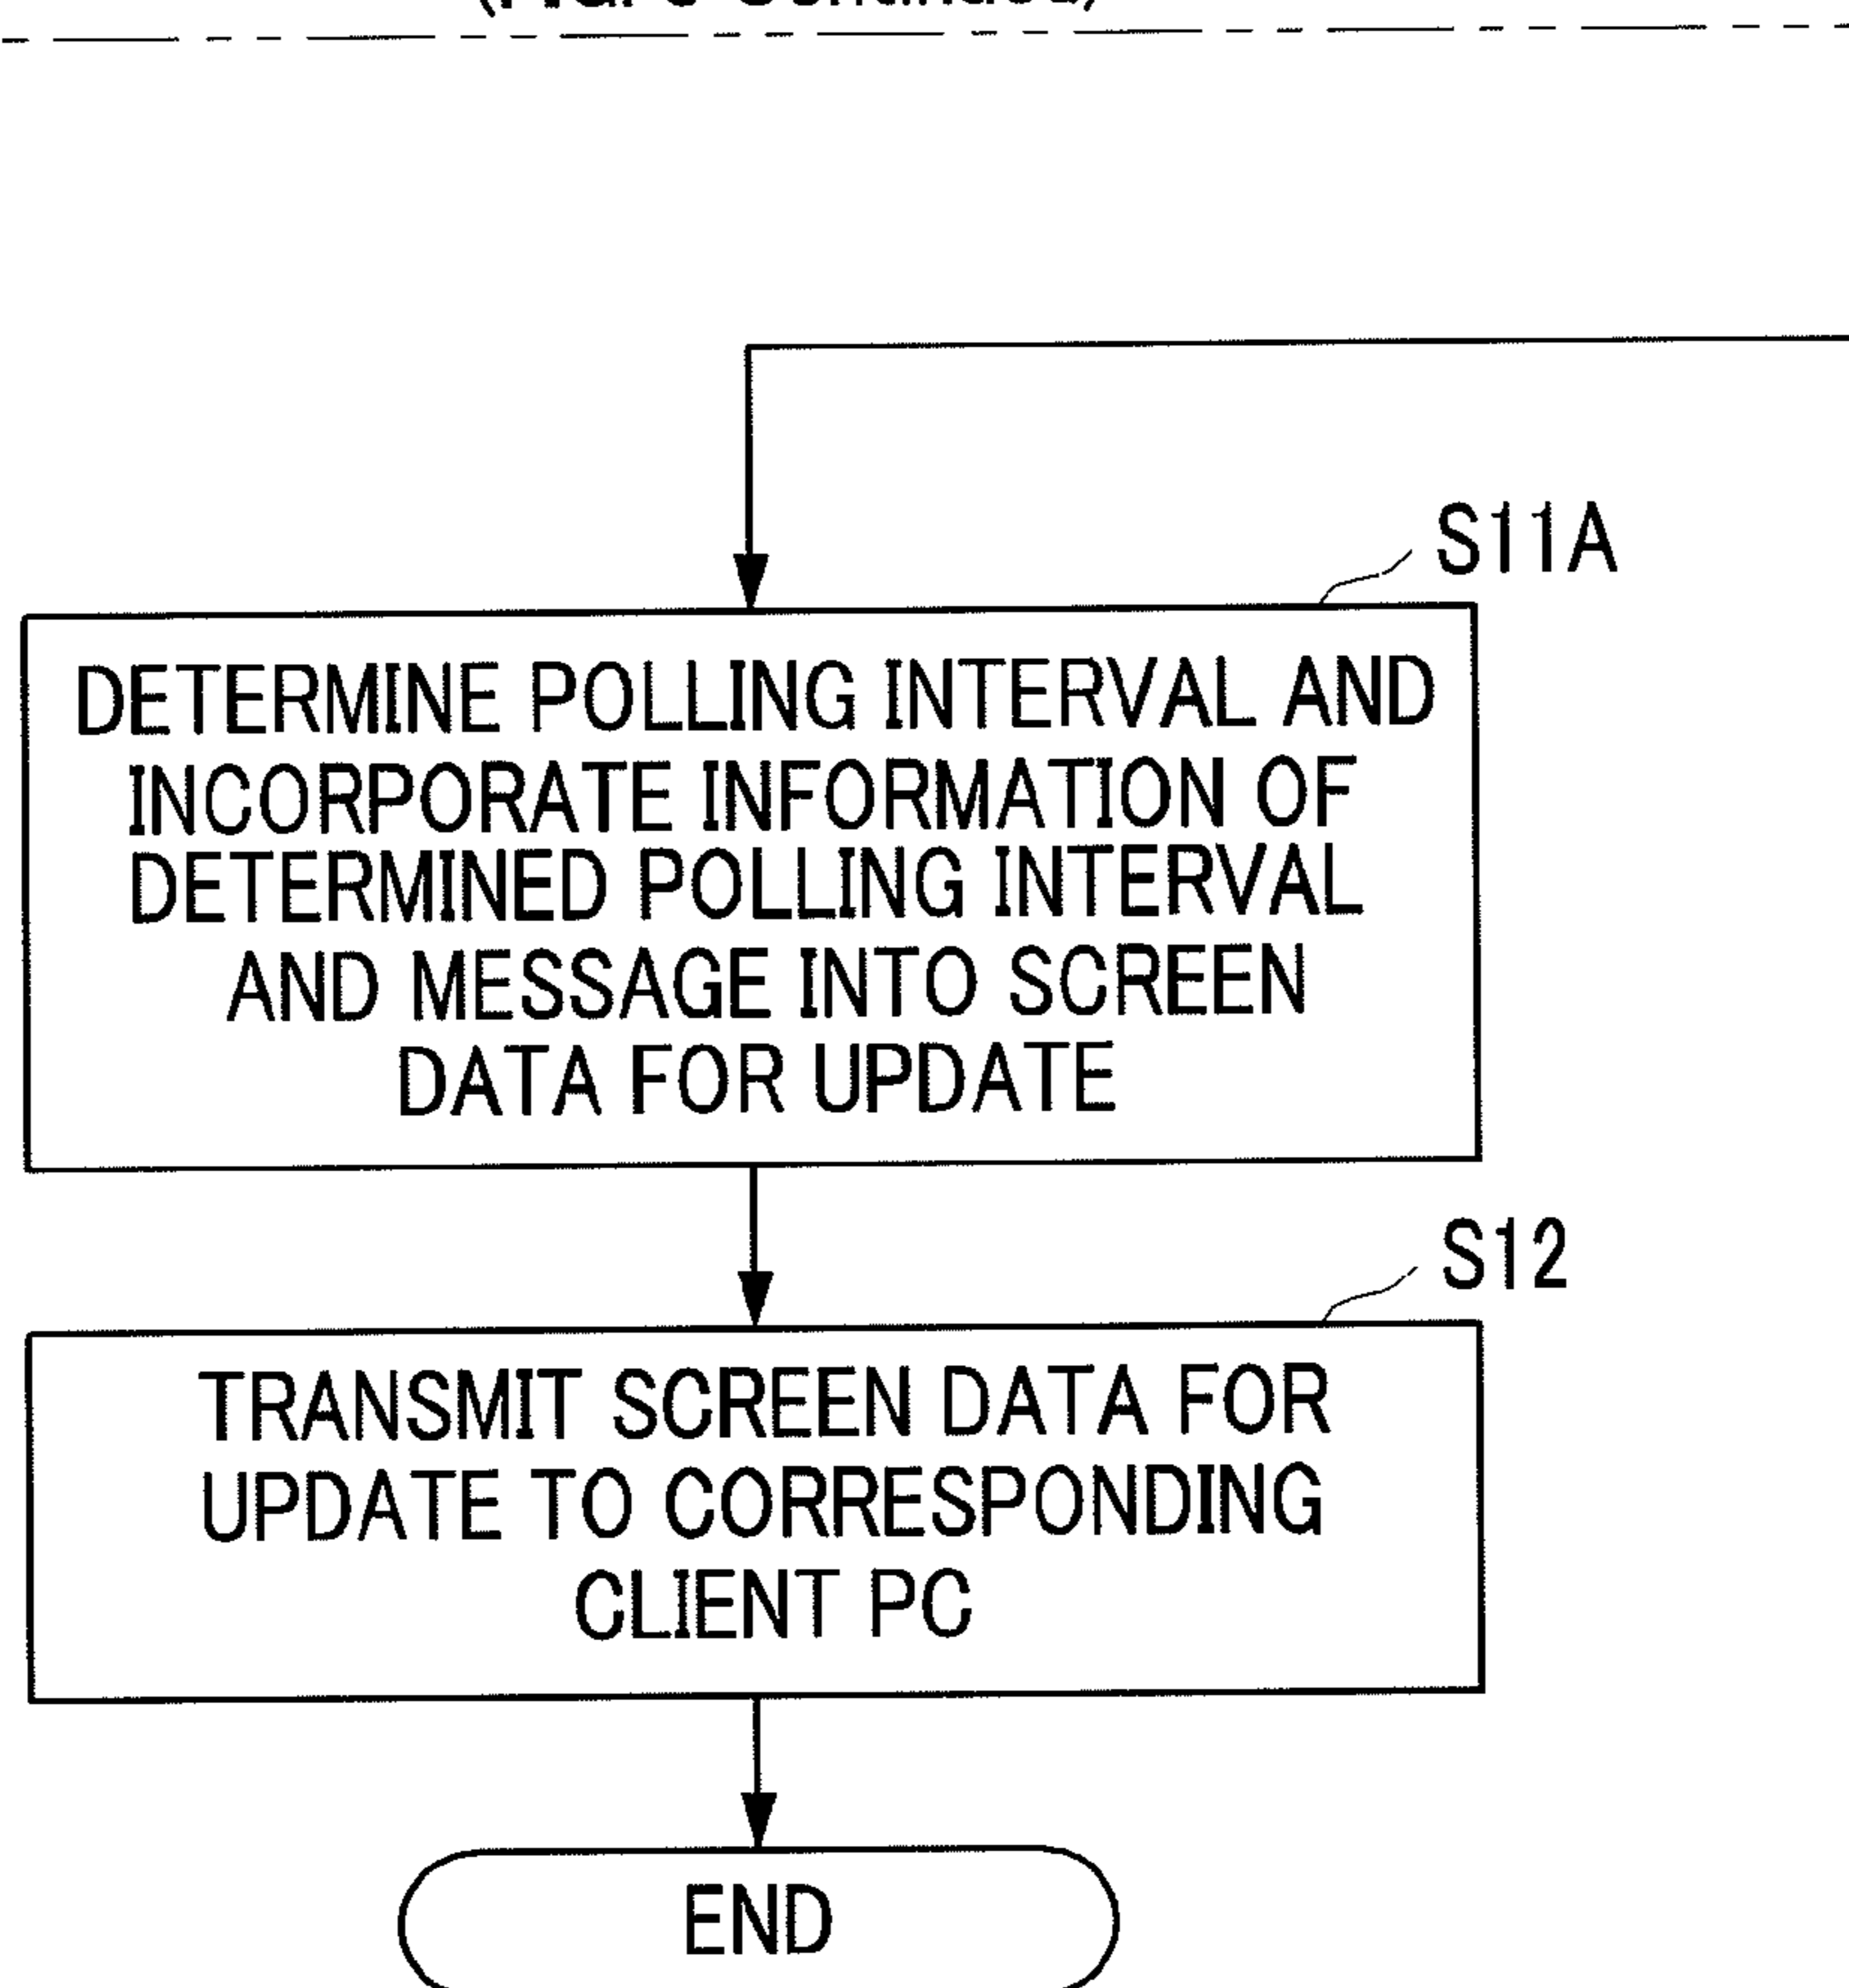 S11A
DETERMINE POLLING INTERVAL AND
INCORPORATE INFORMATION OF
DETERMINED POLLING INTERVAL
AND MESSAGE INTO SCREEN
DATA FOR UPDATE
S12
TRANSMIT SCREEN DATA FOR
UPDATE TO CORRESPONDING
CLIENT PC
END